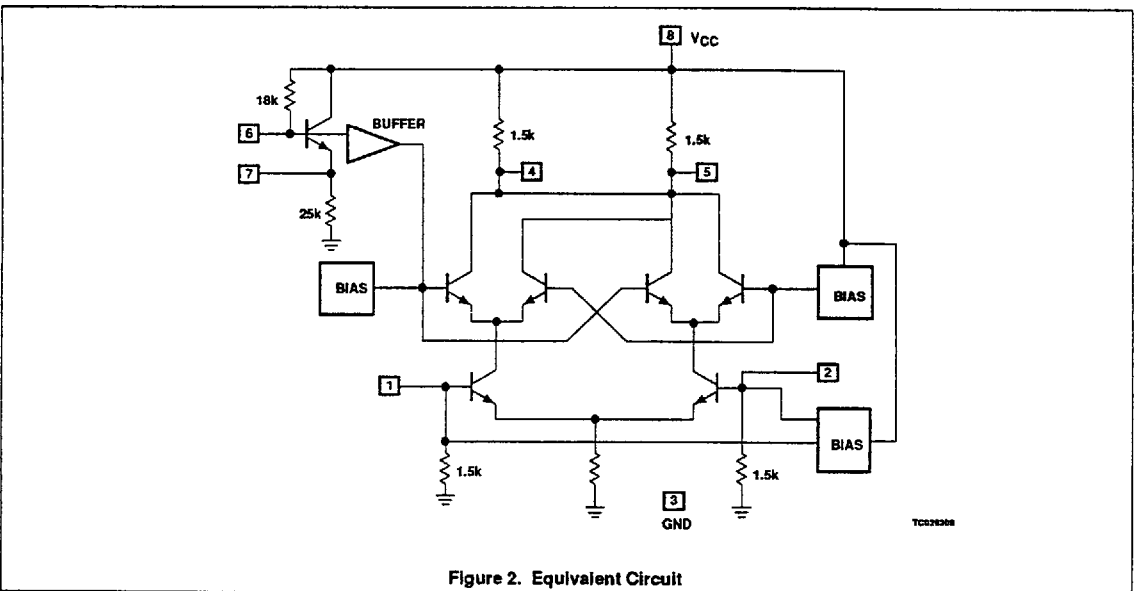 8 VCC
18k
6
BUFFER
1.5k
1.5k
7
4
5
25k
BIAS
BIAS
1
2
BIAS
1.5k
1.5k
3
GND
Figure 2. Equivalent Circuit